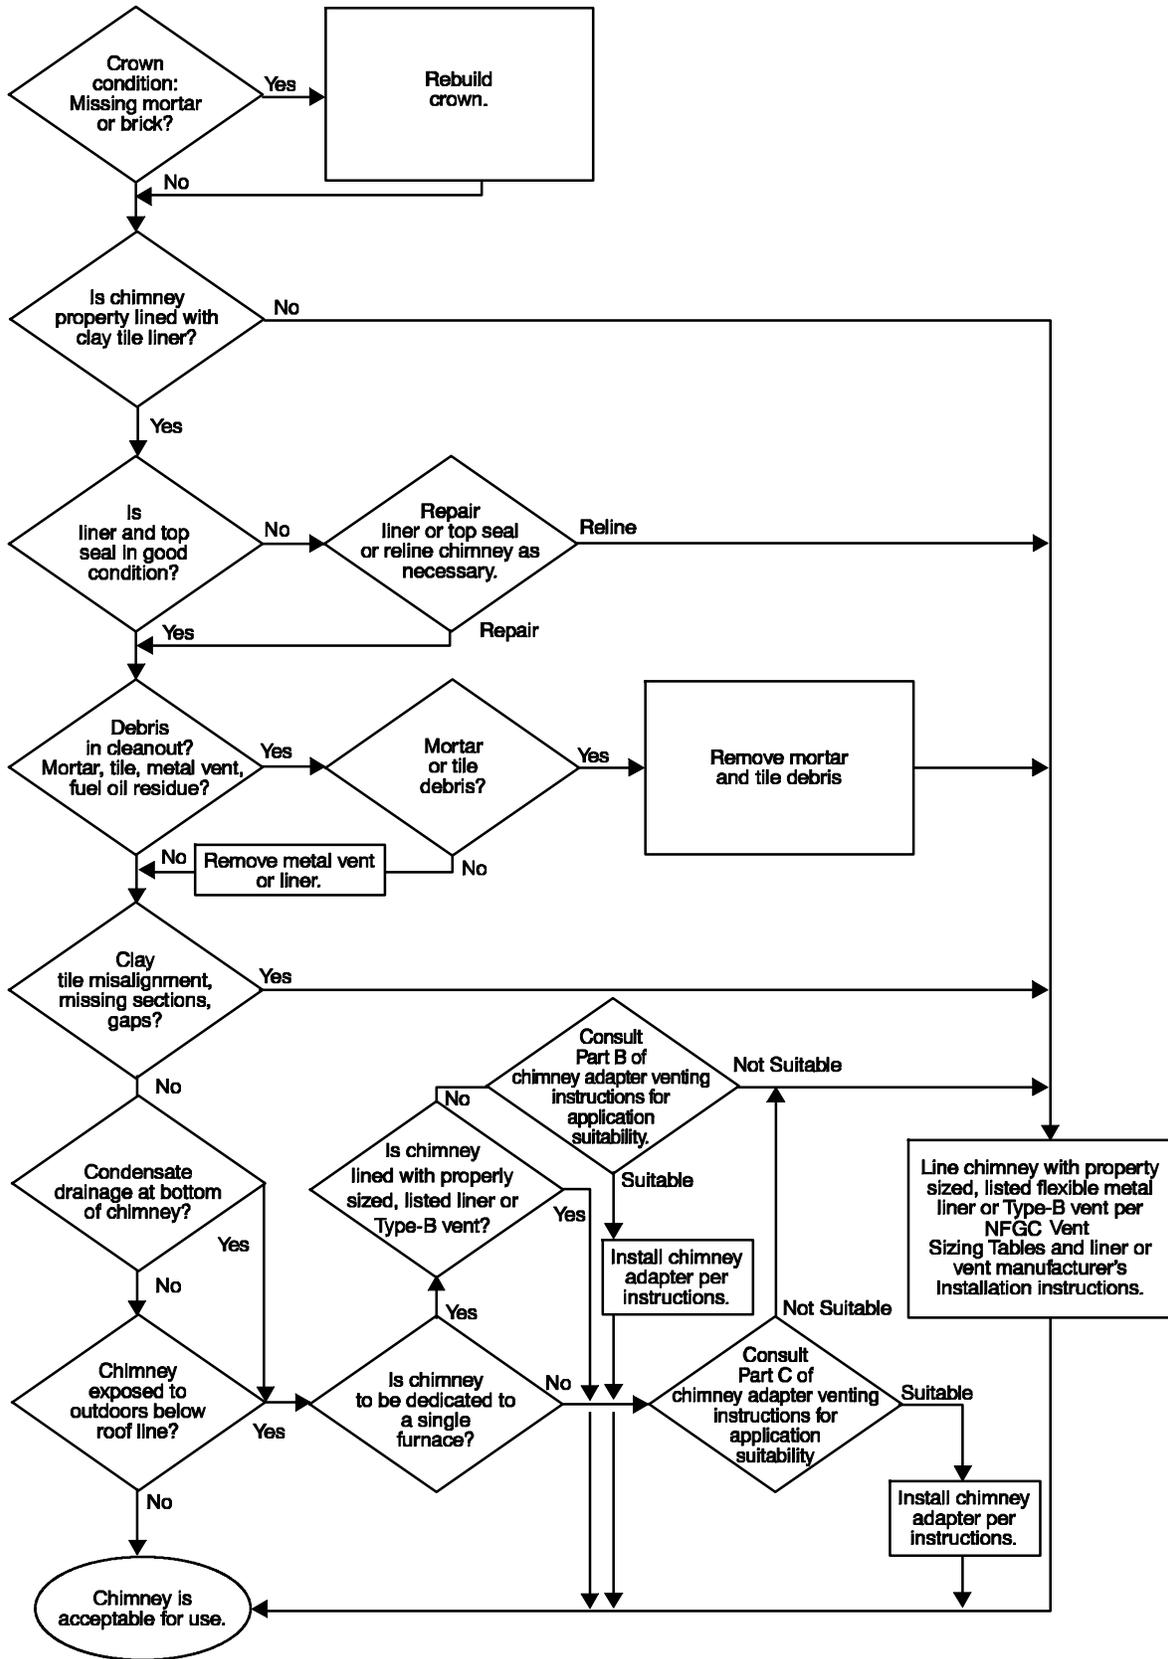 Crown
condition:
Missing mortar
or brick?
Yes
Rebuild
crown.
No
Is chimney
property lined with
clay tile liner?
No
Yes
Is
liner and top
seal in good
condition?
No
Repair
liner or top seal
or reline chimney as
necessary.
Reline
Yes
Repair
Debris
in cleanout?
Mortar, tile, metal vent,
fuel oil residue?
Yes
Mortar
or tile
debris?
Yes
Remove mortar
and tile debris
No
Remove metal vent
or liner.
No
Clay
tile misalignment,
missing sections,
gaps?
Yes
No
Consult
Part B of
chimney adapter venting
instructions for
application
suitability.
Not Suitable
No
Is chimney
lined with properly
sized, listed liner or
Type-B vent?
Yes
Suitable
Condensate
drainage at bottom
of chimney?
Yes
No
Install chimney
adapter per
instructions.
Line chimney with property
sized, listed flexible metal
liner or Type-B vent per
NFGC Vent
Sizing Tables and liner or
vent manufacturer's
Installation instructions.
Yes
Not Suitable
Chimney
exposed to
outdoors below
roof line?
Yes
Is chimney
to be dedicated to
a single
furnace?
No
Consult
Part C of
chimney adapter venting
instructions for
application
suitability
Suitable
No
Install chimney
adapter per
instructions.
Chimney is
acceptable for use.